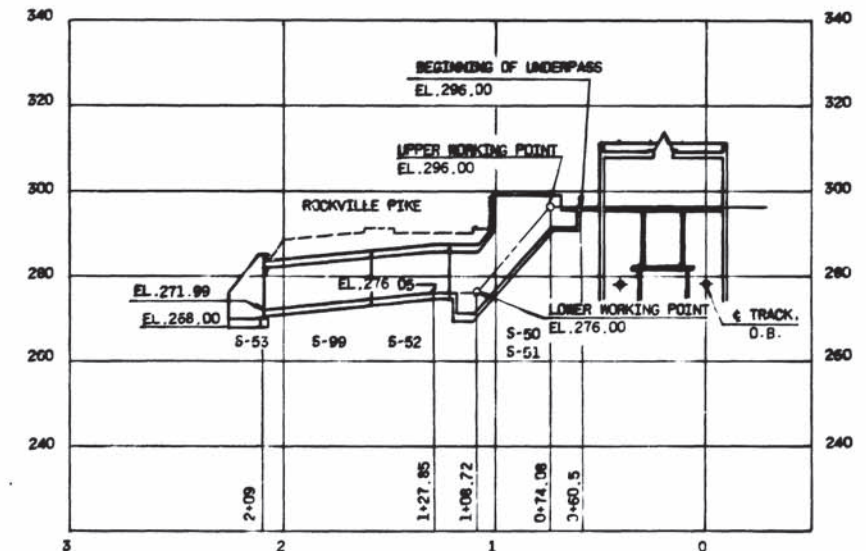 340
340
BEGINNING OF UNDERPASS
EL.296.00
320
320
UPPER WORKING POINT
EL.296.00
300
300
ROCKVILLE PIKE
280
280
EL.276 05
EL.271.99
EL.268.00
LOWER WORKING POINT
EL.276.00
℄ TRACK.
O.B.
S-53
S-99
S-52
S-50
S-51
260
260
240
240
2+09
1+27.85
1+08.72
0+74.08
0+60.5
3
2
1
0